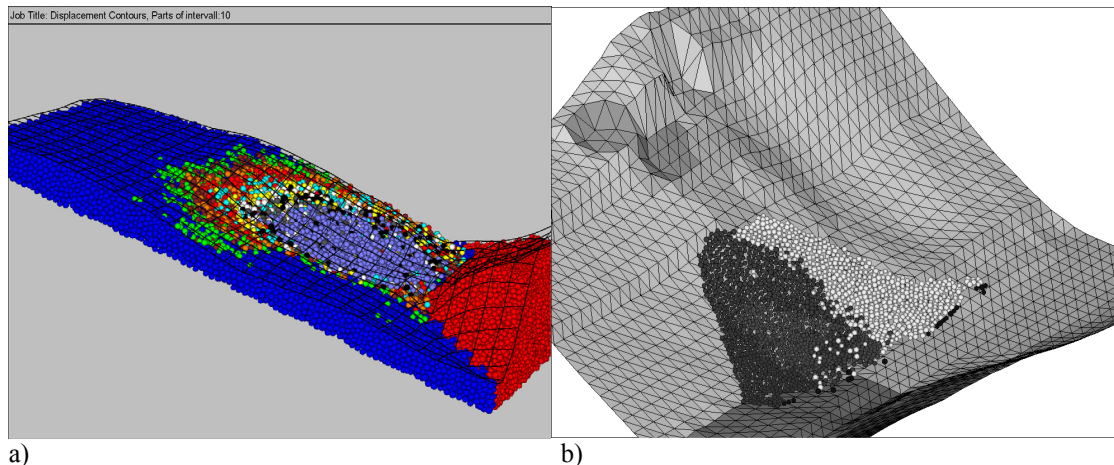 Job Title: Displacement Contours, Parts of intervall:10
a)
b)